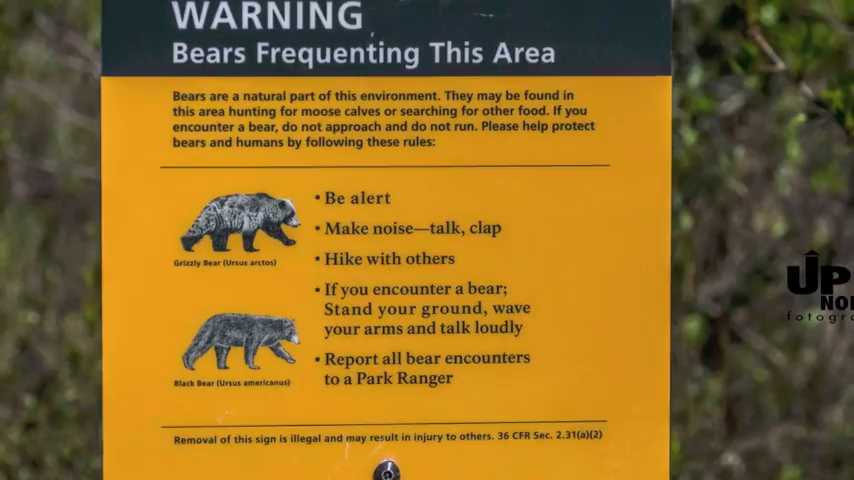 WARNING
Bears Frequenting This Area
Bears are a natural part of this environment. They may be found in
this area hunting for moose calves or searching for other food. If you
encounter a bear, do not approach and do not run. Please help protect
bears and humans by following these rules:
• Be alert
• Make noise—talk, clap
• Hike with others
Grizzly Bear (Ursus arctos)
• If you encounter a bear;
Stand your ground, wave
your arms and talk loudly
• Report all bear encounters
to a Park Ranger
Black Bear (Ursus americanus)
Removal of this sign is illegal and may result in injury to others. 36 CFR Sec. 2.31(a)(2)
UP